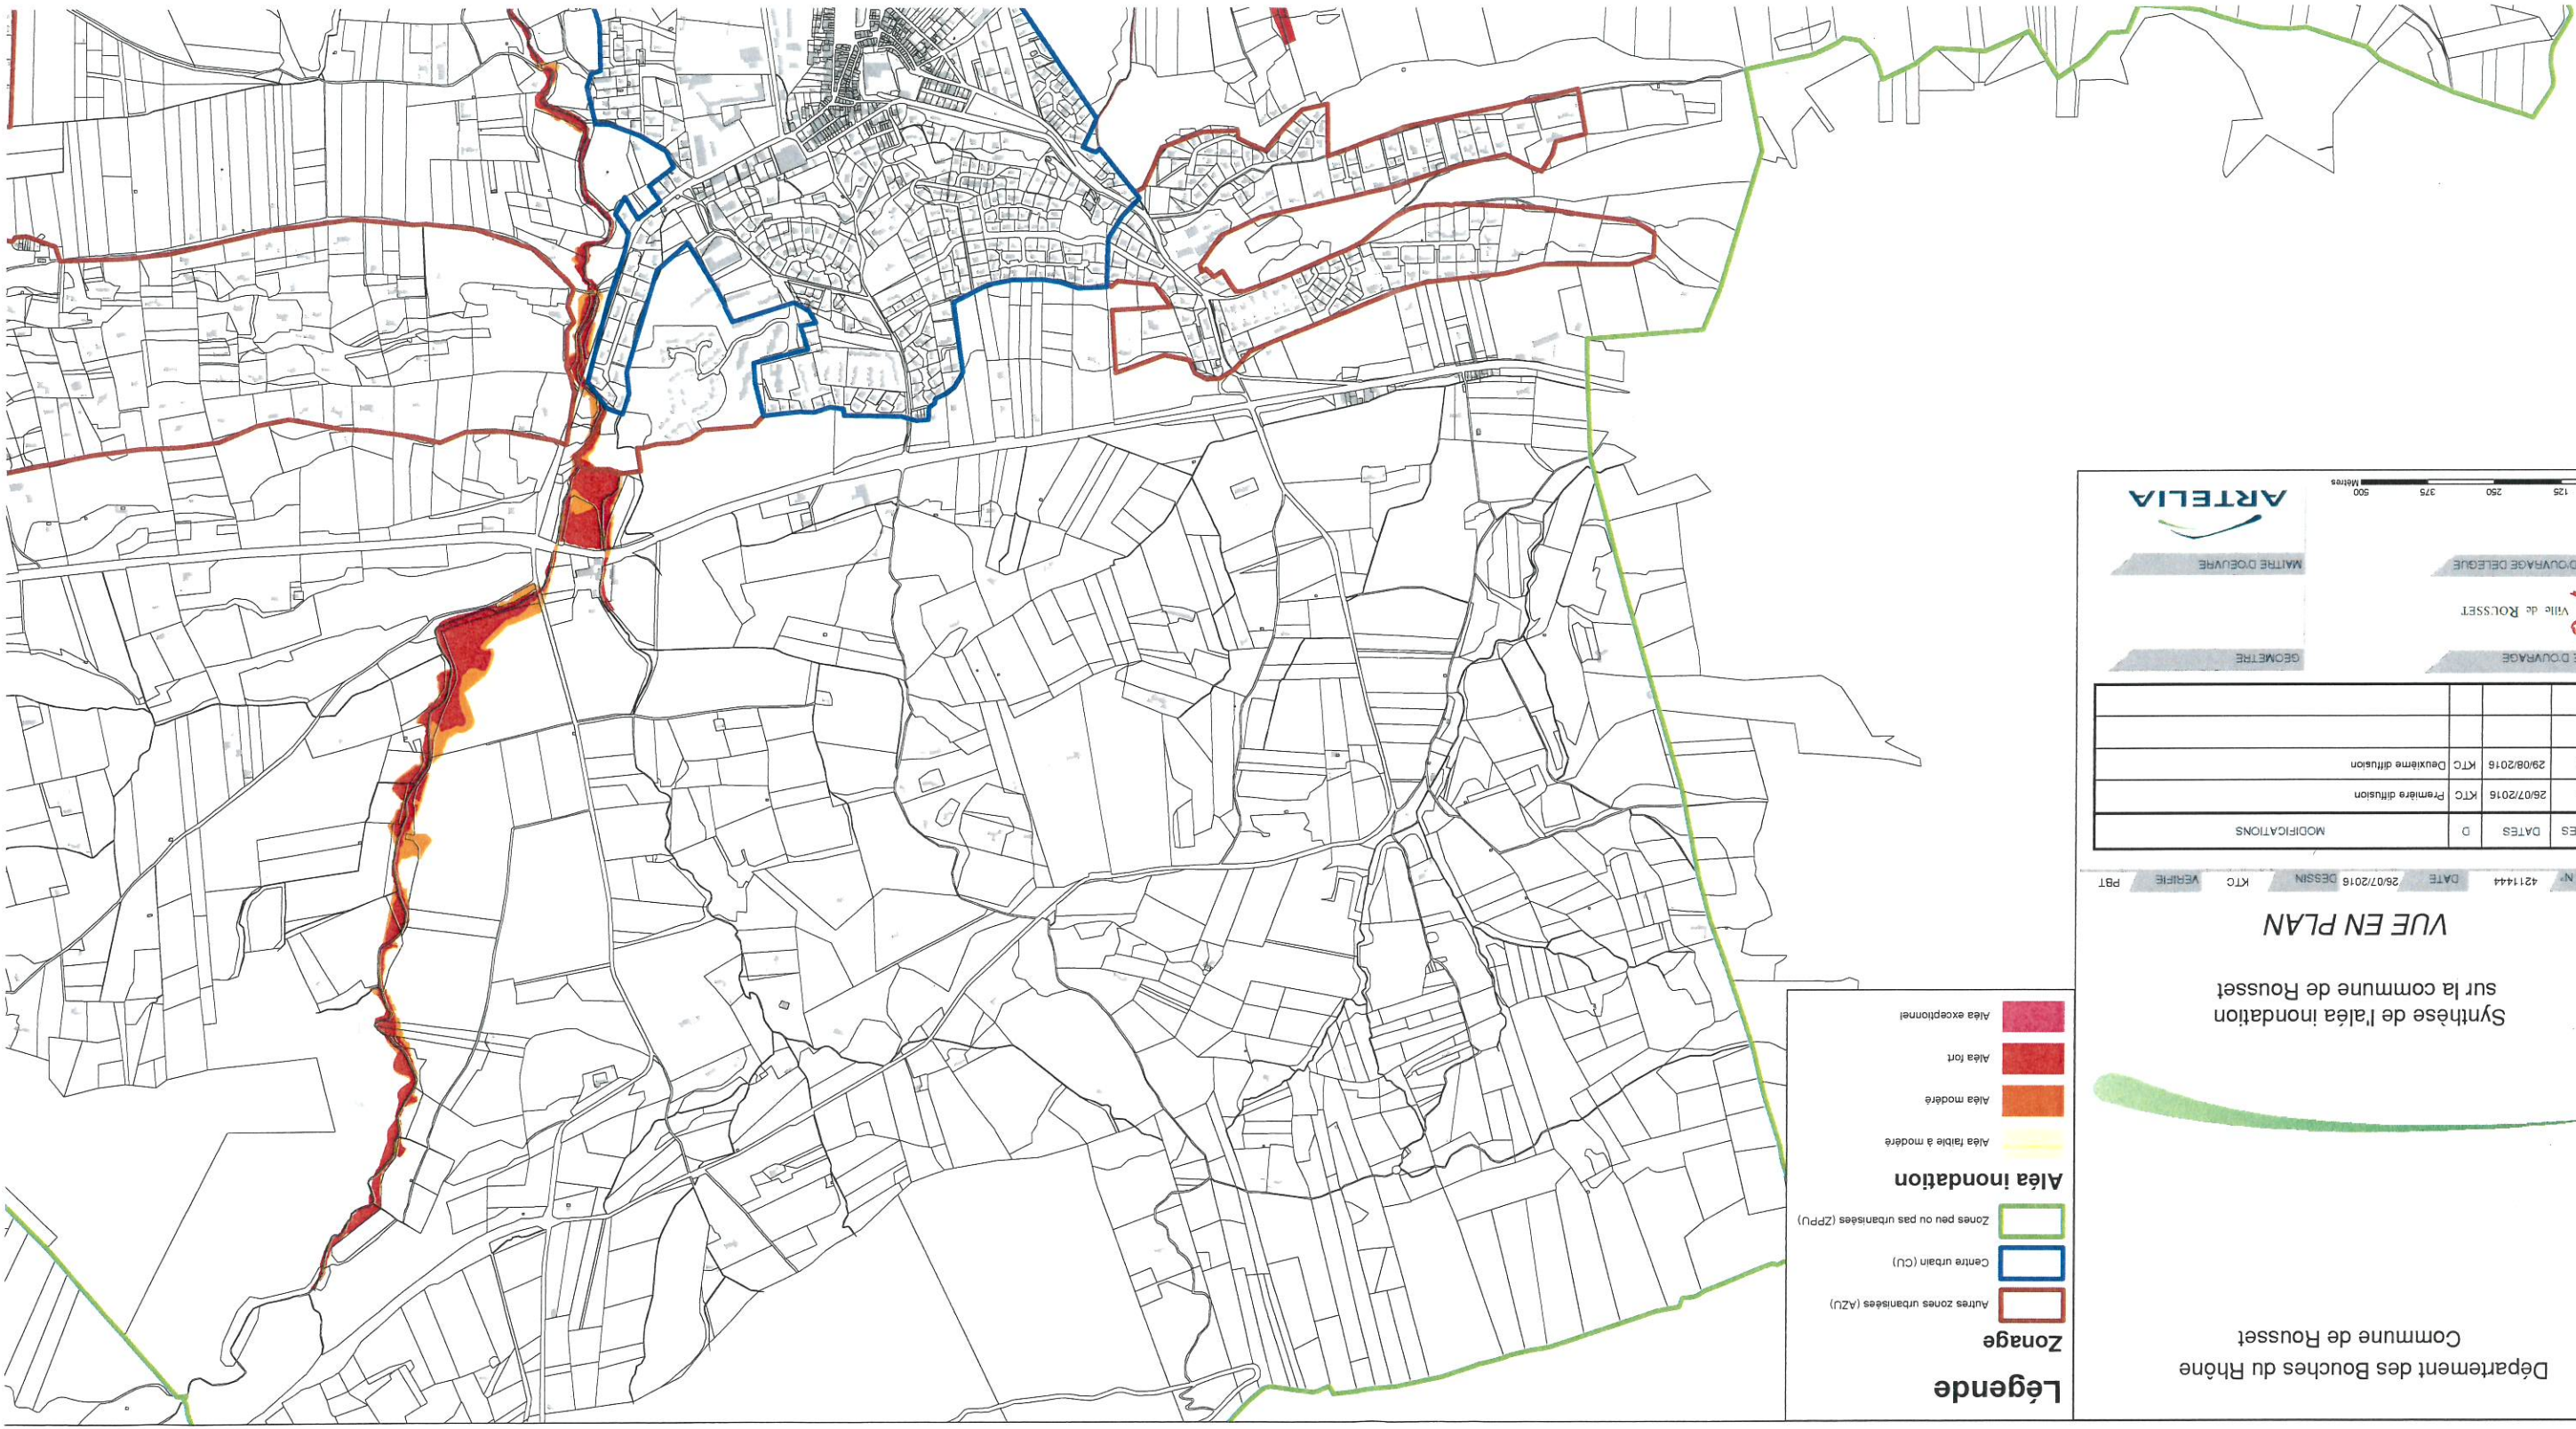 Département des Bouches du Rhône
Commune de Rousset
Synthèse de l'aléa inondation
sur la commune de Rousset
VUE EN PLAN
N° 4211444 DATE 26/07/2016 DESSIN KTC VERIFIE PBT
ES DATES D MODIFICATIONS
26/07/2016 KTC Première diffusion
29/08/2016 KTC Deuxième diffusion
E D'OUVRAGE GEOMETRE
Ville de ROUSSET
D'OUVRAGE DELEGUE MAITRE D'OEUVRE
ARTELIA
125 250 375 500
Mètres
Légende
Zonage
Autres zones urbanisées (AZU)
Centre urbain (CU)
Zones peu ou pas urbanisées (ZPPU)
Aléa inondation
Aléa faible à modéré
Aléa modéré
Aléa fort
Aléa exceptionnel